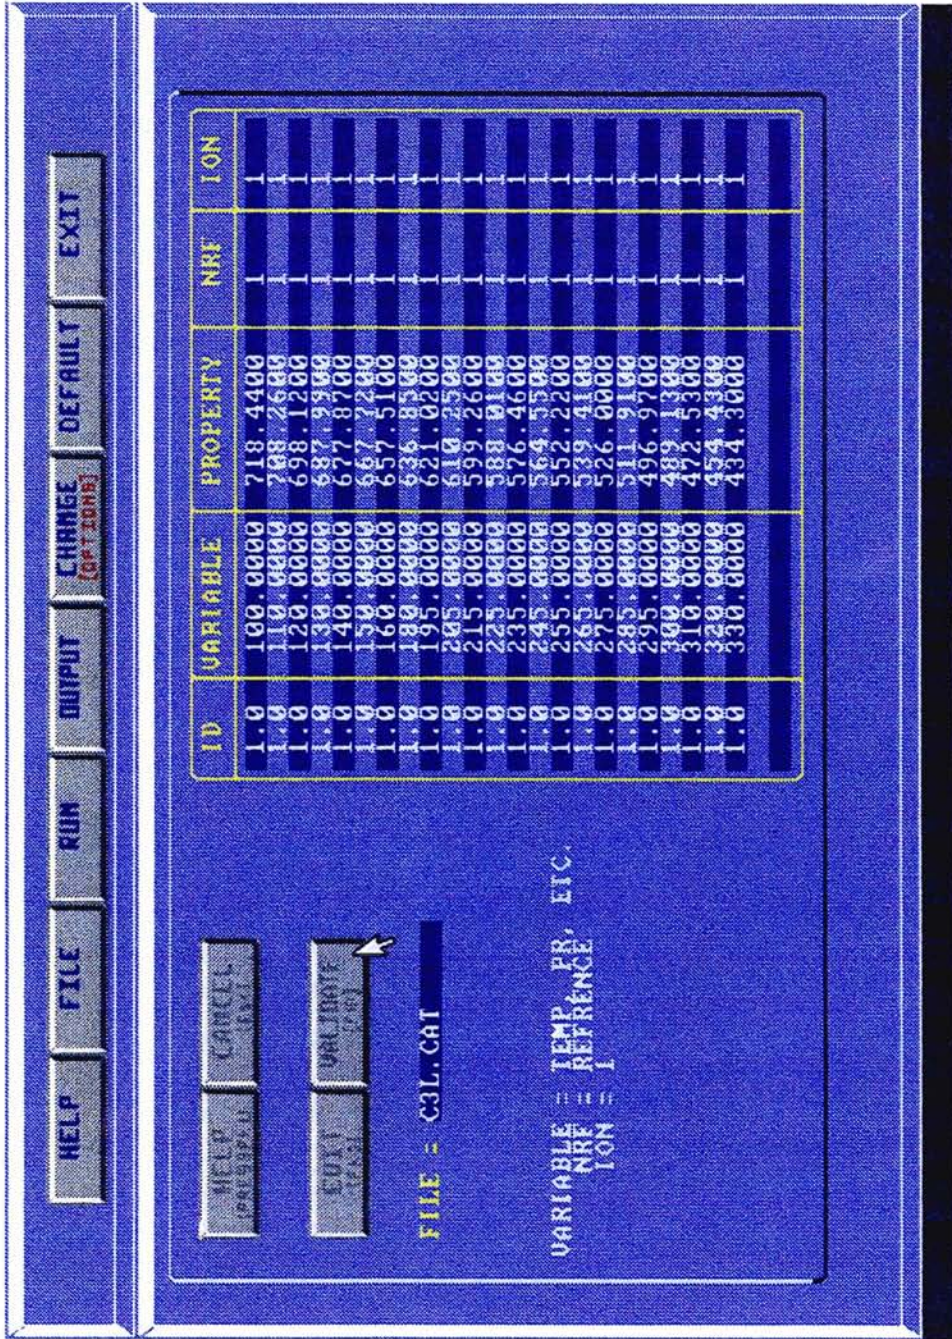 HELP FILE RUN OUTPUT CHANGE DEFAULT EXIT
[OPTIONS]
HELP CANCEL
EDIT VALIDATE
FILE = C3L.CAT
VARIABLE = TEMP, PR, ETC.
NRF = REFRENCE
ION = 1
ID VARIABLE PROPERTY NRF ION
1.0 100.0000 718.4400 1 1
1.0 110.0000 708.2600 1 1
1.0 120.0000 698.1200 1 1
1.0 130.0000 687.9900 1 1
1.0 140.0000 677.8700 1 1
1.0 150.0000 667.7200 1 1
1.0 160.0000 657.5100 1 1
1.0 180.0000 636.8500 1 1
1.0 195.0000 621.0200 1 1
1.0 205.0000 610.2500 1 1
1.0 215.0000 599.2600 1 1
1.0 225.0000 588.0100 1 1
1.0 235.0000 576.4600 1 1
1.0 245.0000 564.5500 1 1
1.0 255.0000 552.2200 1 1
1.0 265.0000 539.4100 1 1
1.0 275.0000 526.0000 1 1
1.0 285.0000 511.9100 1 1
1.0 295.0000 496.9700 1 1
1.0 300.0000 489.1300 1 1
1.0 310.0000 472.5300 1 1
1.0 320.0000 454.4300 1 1
1.0 330.0000 434.3000 1 1